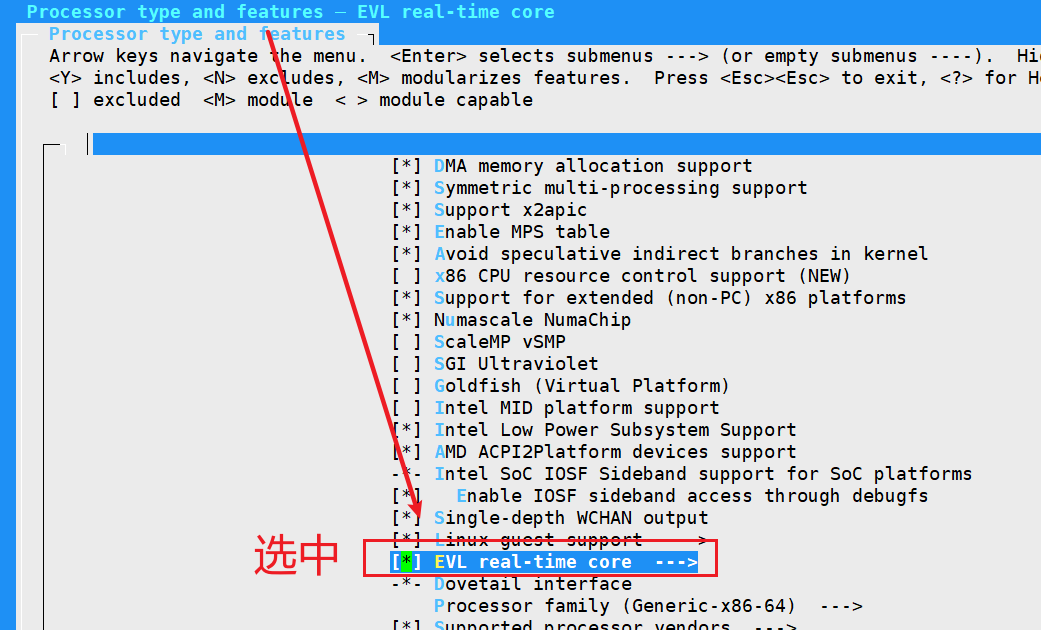 Processor type and features — EVL real-time core
Processor type and features
Arrow keys navigate the menu.  <Enter> selects submenus ---> (or empty submenus ----).
<Y> includes, <N> excludes, <M> modularizes features.  Press <Esc><Esc> to exit, <?> for
[ ] excluded  <M> module  < > module capable
[*] DMA memory allocation support
[*] Symmetric multi-processing support
[*] Support x2apic
[*] Enable MPS table
[*] Avoid speculative indirect branches in kernel
[ ] x86 CPU resource control support (NEW)
[*] Support for extended (non-PC) x86 platforms
[*] Numascale NumaChip
[ ] ScaleMP vSMP
[ ] SGI Ultraviolet
[ ] Goldfish (Virtual Platform)
[ ] Intel MID platform support
[*] Intel Low Power Subsystem Support
[*] AMD ACPI2Platform devices support
-*- Intel SoC IOSF Sideband support for SoC platforms
[*]   Enable IOSF sideband access through debugfs
[*] Single-depth WCHAN output
[*] Linux guest support  --->
选中
[*] EVL real-time core  --->
-*- Dovetail interface
Processor family (Generic-x86-64)  --->
[*] Supported processor vendors  --->